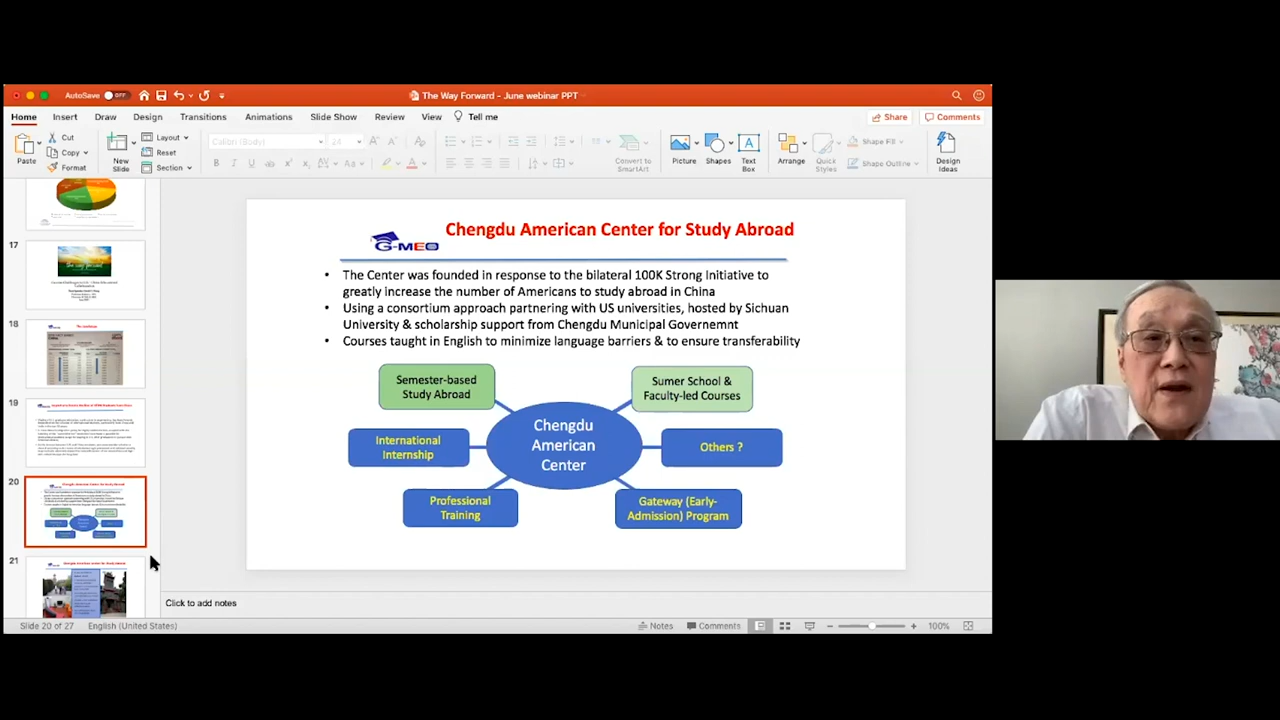 AutoSave OFF
The Way Forward - June webinar PPT
Home Insert Draw Design Transitions Animations Slide Show Review View Tell me Share Comments
Paste Cut Copy Format
New Slide Layout Reset Section
Calibri (Body) 24
Convert to SmartArt
Picture Shapes Text Box Arrange Quick Styles Shape Fill Shape Outline Design Ideas
17
18
19
20
21
G-MEO
Chengdu American Center for Study Abroad
• The Center was founded in response to the bilateral 100K Strong Initiative to
greatly increase the number of Americans to study abroad in China
• Using a consortium approach partnering with US universities, hosted by Sichuan
University & scholarship support from Chengdu Municipal Governemnt
• Courses taught in English to minimize language barriers & to ensure transferability
Semester-based
Study Abroad
Sumer School &
Faculty-led Courses
International
Internship
Chengdu
American
Center
Others ?
Professional
Training
Gateway (Early-
Admission) Program
Click to add notes
Slide 20 of 27 English (United States) Notes Comments 100%